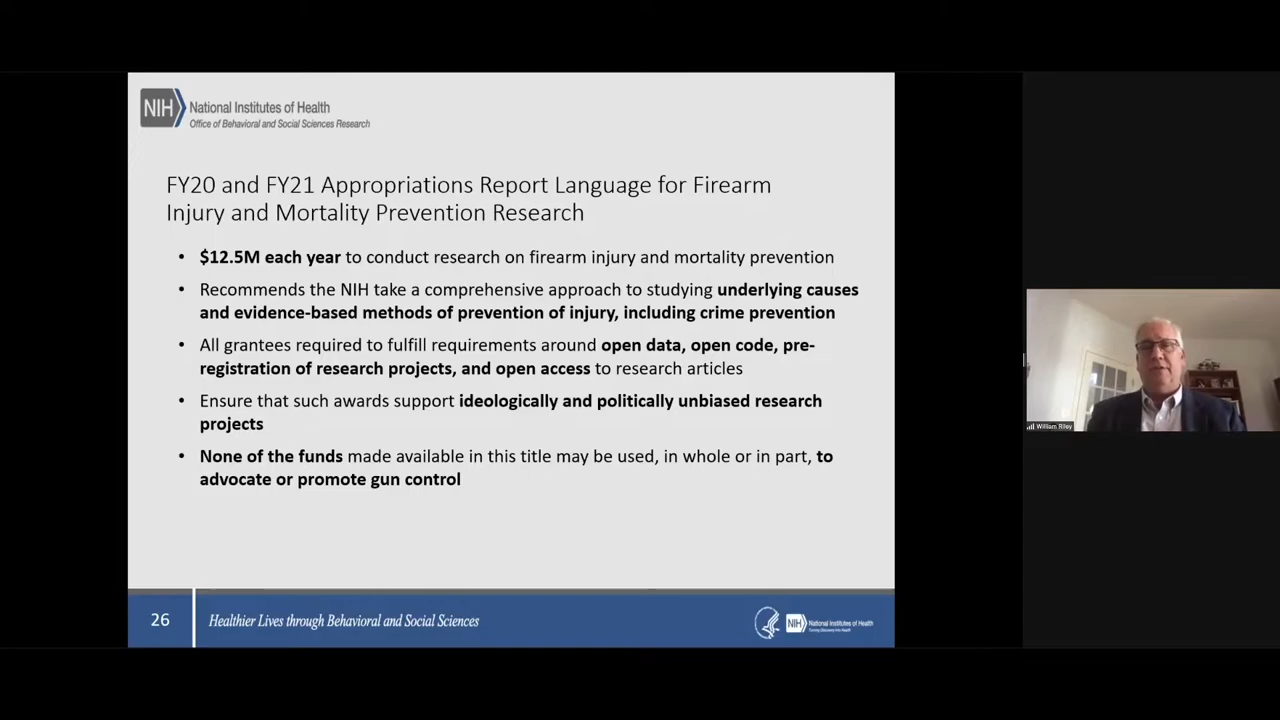 NIH National Institutes of Health
Office of Behavioral and Social Sciences Research
FY20 and FY21 Appropriations Report Language for Firearm
Injury and Mortality Prevention Research
• $12.5M each year to conduct research on firearm injury and mortality prevention
• Recommends the NIH take a comprehensive approach to studying underlying causes
and evidence-based methods of prevention of injury, including crime prevention
• All grantees required to fulfill requirements around open data, open code, pre-
registration of research projects, and open access to research articles
• Ensure that such awards support ideologically and politically unbiased research
projects
• None of the funds made available in this title may be used, in whole or in part, to
advocate or promote gun control
William Riley
26
Healthier Lives through Behavioral and Social Sciences
NIH National Institutes of Health
Turning Discovery Into Health